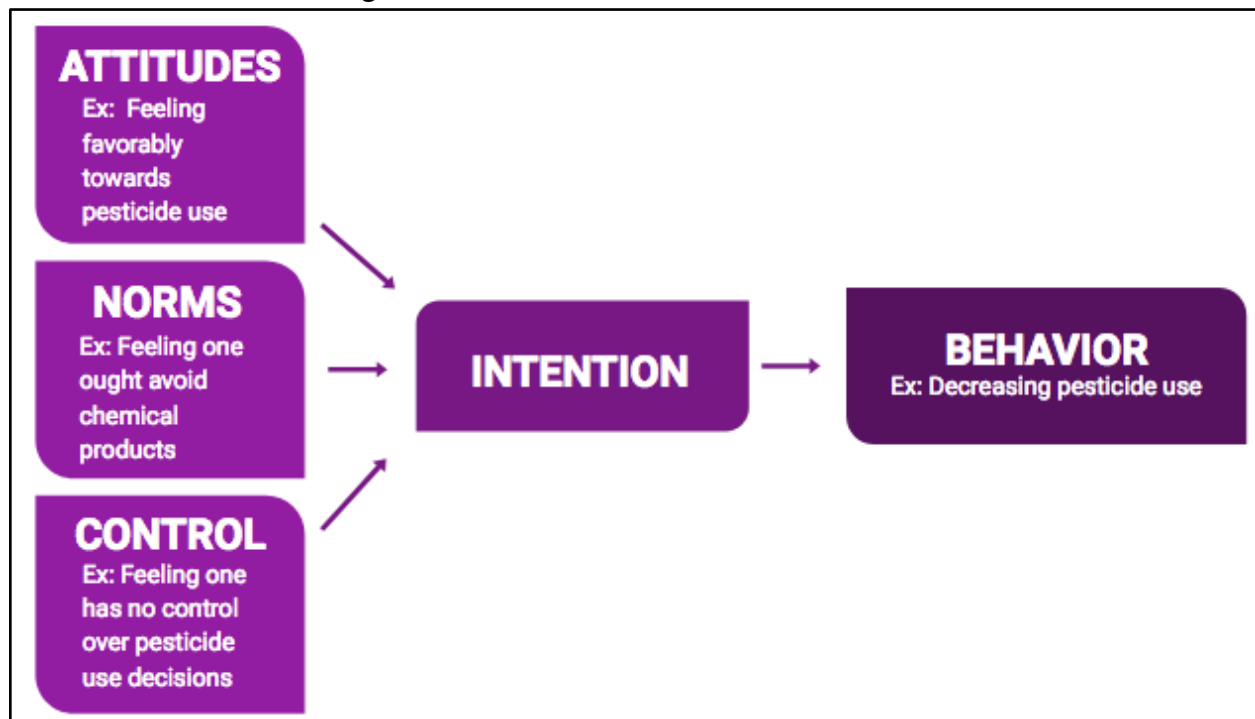 ATTITUDES
Ex: Feeling
favorably
towards
pesticide use
NORMS
Ex: Feeling one
ought avoid
chemical
products
CONTROL
Ex: Feeling one
has no control
over pesticide
use decisions
INTENTION
BEHAVIOR
Ex: Decreasing pesticide use